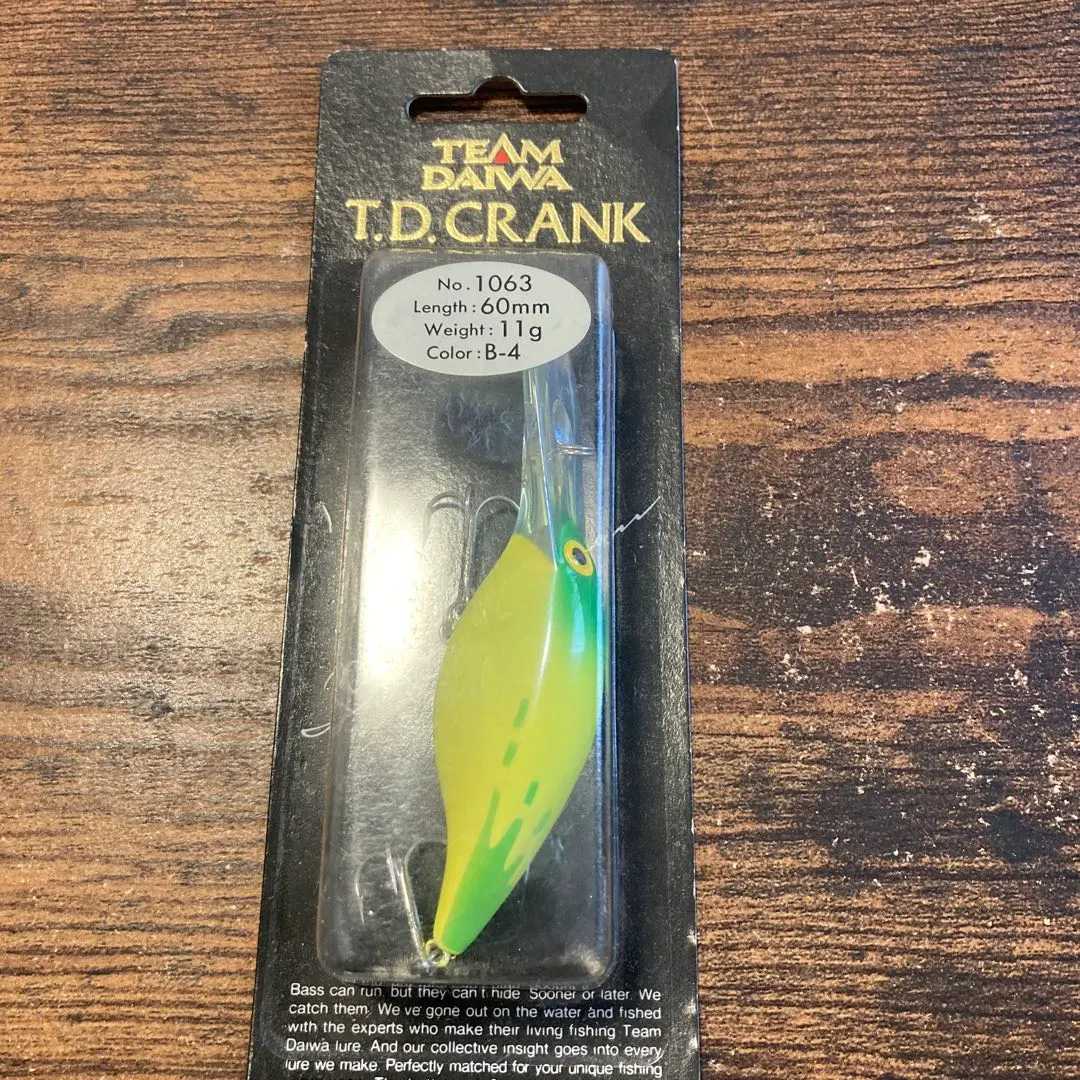 TEAM
DAIWA
T.D.CRANK
No. 1063
Length : 60mm
Weight : 11g
Color : B-4
Bass can run, but they can't hide. Sooner or later. We
catch them. We've gone out on the water and fished
with the experts who make their living fishing Team
Daiwa lure. And our collective insight goes into every
lure we make. Perfectly matched for your unique fishing